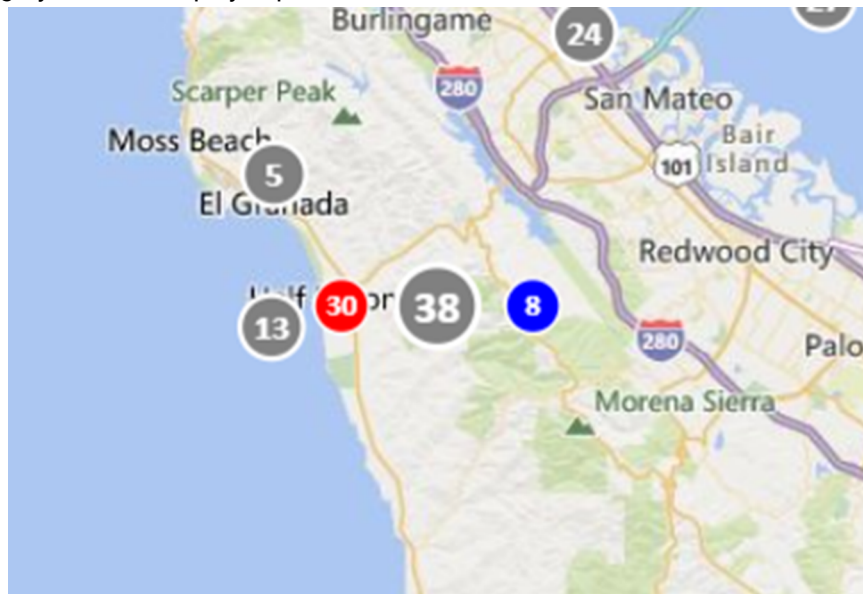 Burlingame
24
280
Scarper Peak
San Mateo
Moss Beach
Bair
Island
101
5
El Granada
Redwood City
30
38
8
13
280
Palo
Morena Sierra